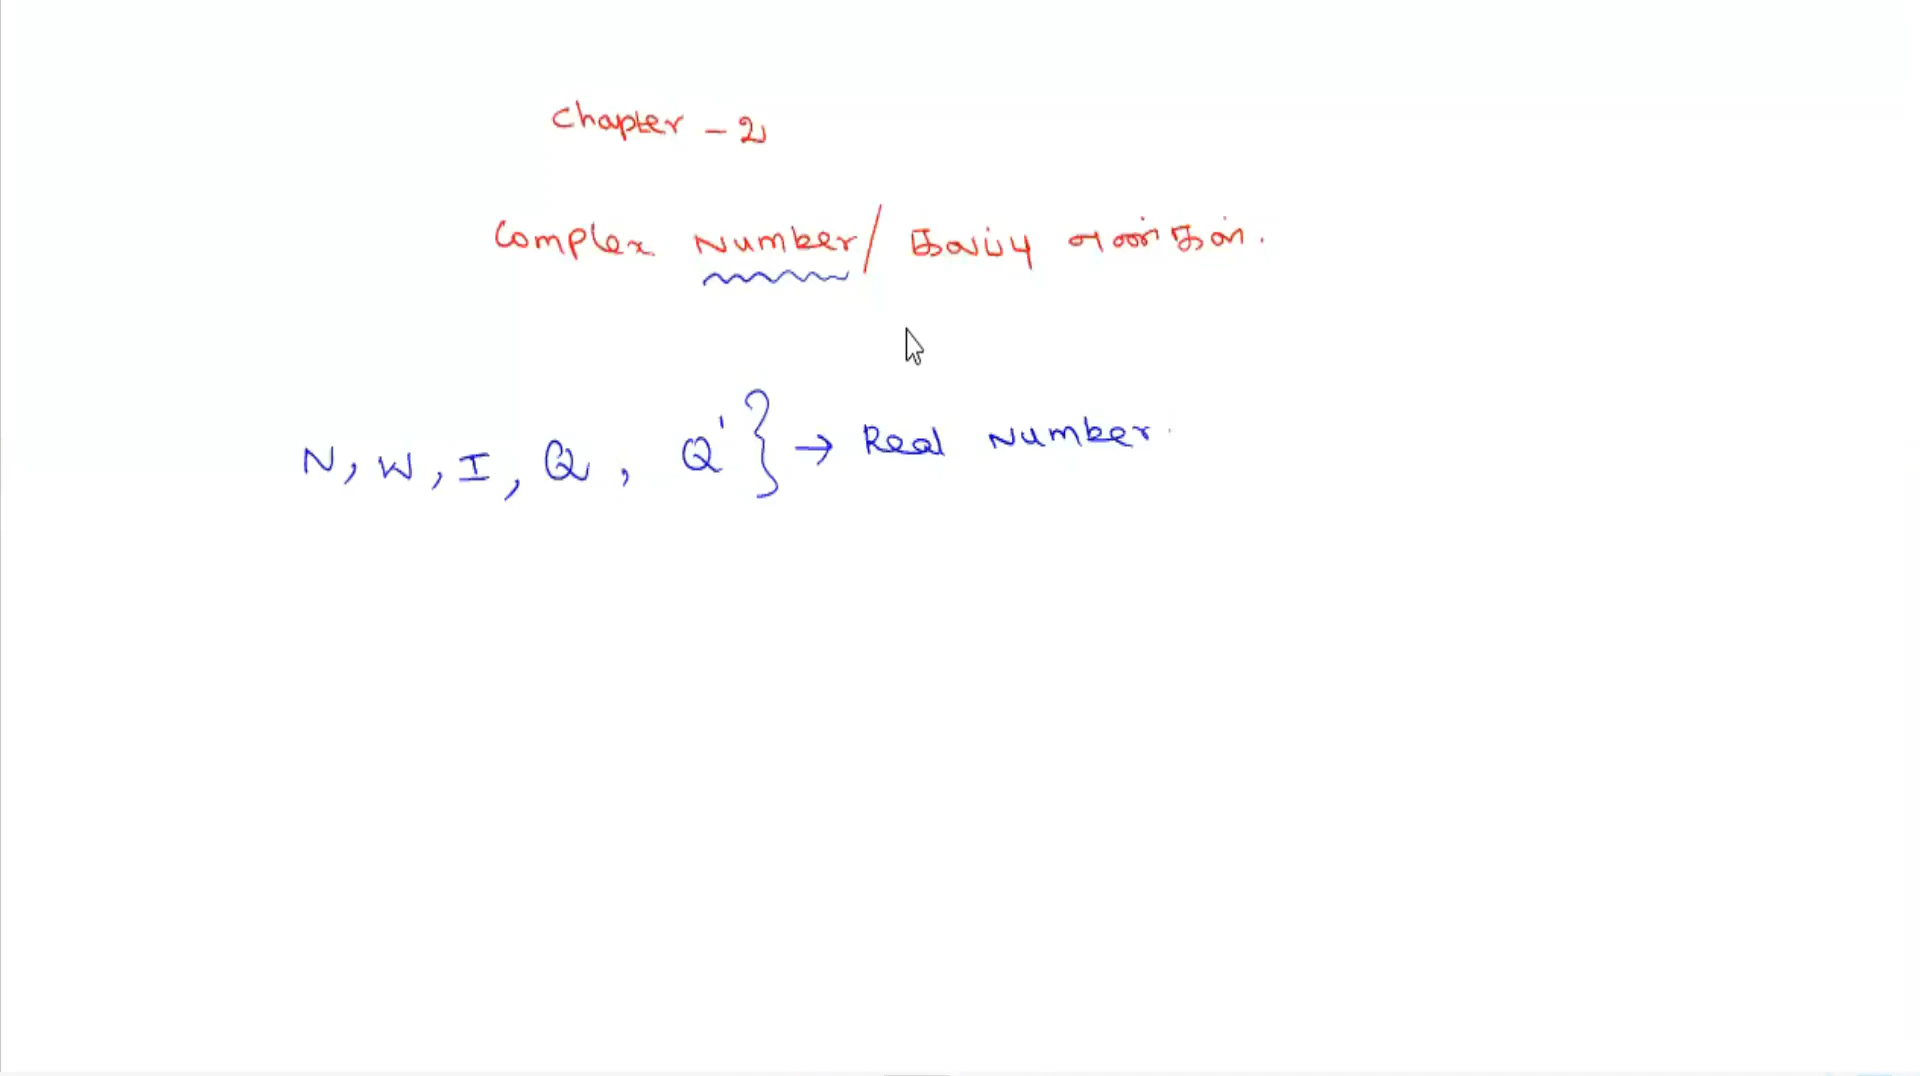 Chapter - 2
Complex Number / கலப்பு எண்கள்.
N, W, I, Q, Q' } → Real Number.